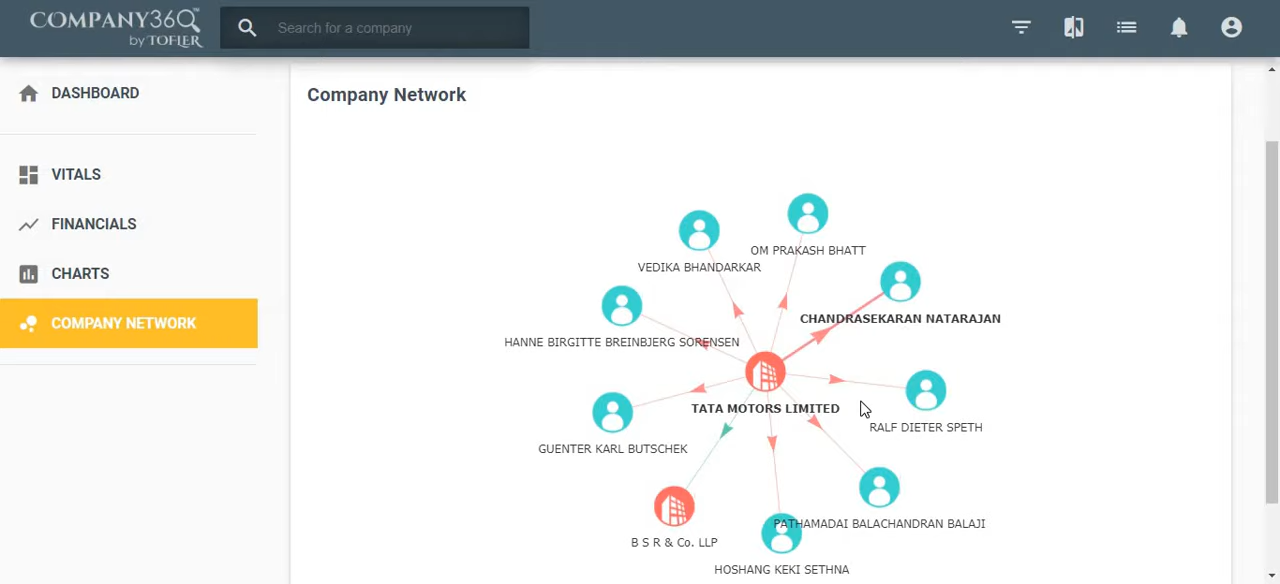 COMPANY360™
by TOFLER
Search for a company
DASHBOARD
VITALS
FINANCIALS
CHARTS
COMPANY NETWORK
Company Network
OM PRAKASH BHATT
VEDIKA BHANDARKAR
CHANDRASEKARAN NATARAJAN
HANNE BIRGITTE BREINBJERG SORENSEN
TATA MOTORS LIMITED
RALF DIETER SPETH
GUENTER KARL BUTSCHEK
PATHAMADAI BALACHANDRAN BALAJI
B S R & Co. LLP
HOSHANG KEKI SETHNA